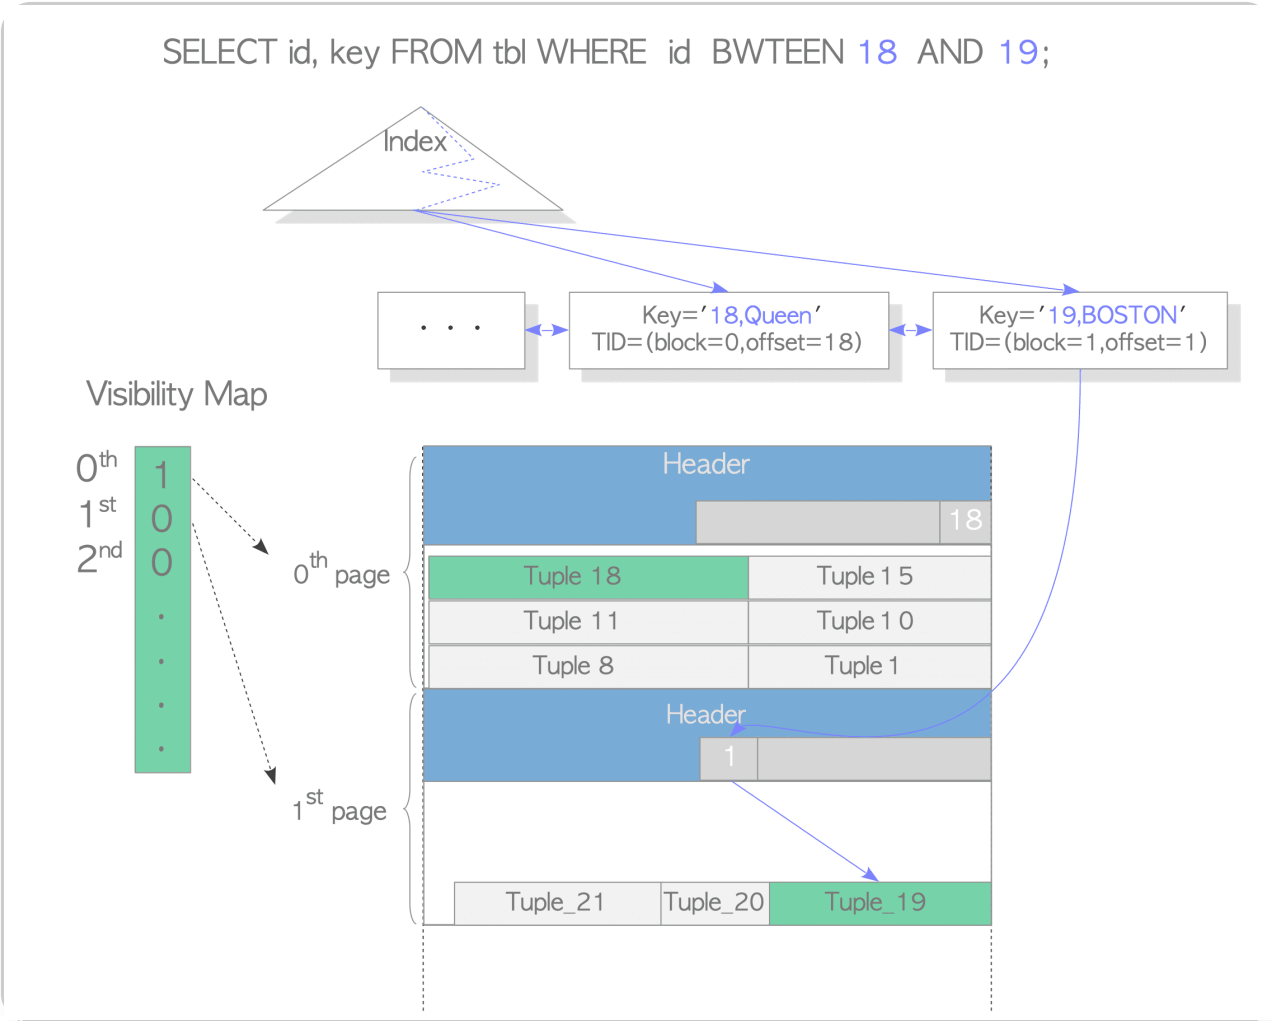 SELECT id, key FROM tbl WHERE id BWTEEN 18 AND 19;
Index
. . .
Key='18,Queen'
TID=(block=0,offset=18)
Key='19,BOSTON'
TID=(block=1,offset=1)
Visibility Map
0th 1
1st 0
2nd 0
.
.
.
.
0th page
Header
18
Tuple 18 Tuple 15
Tuple 11 Tuple 10
Tuple 8 Tuple 1
1st page
Header
1
Tuple_21 Tuple_20 Tuple_19